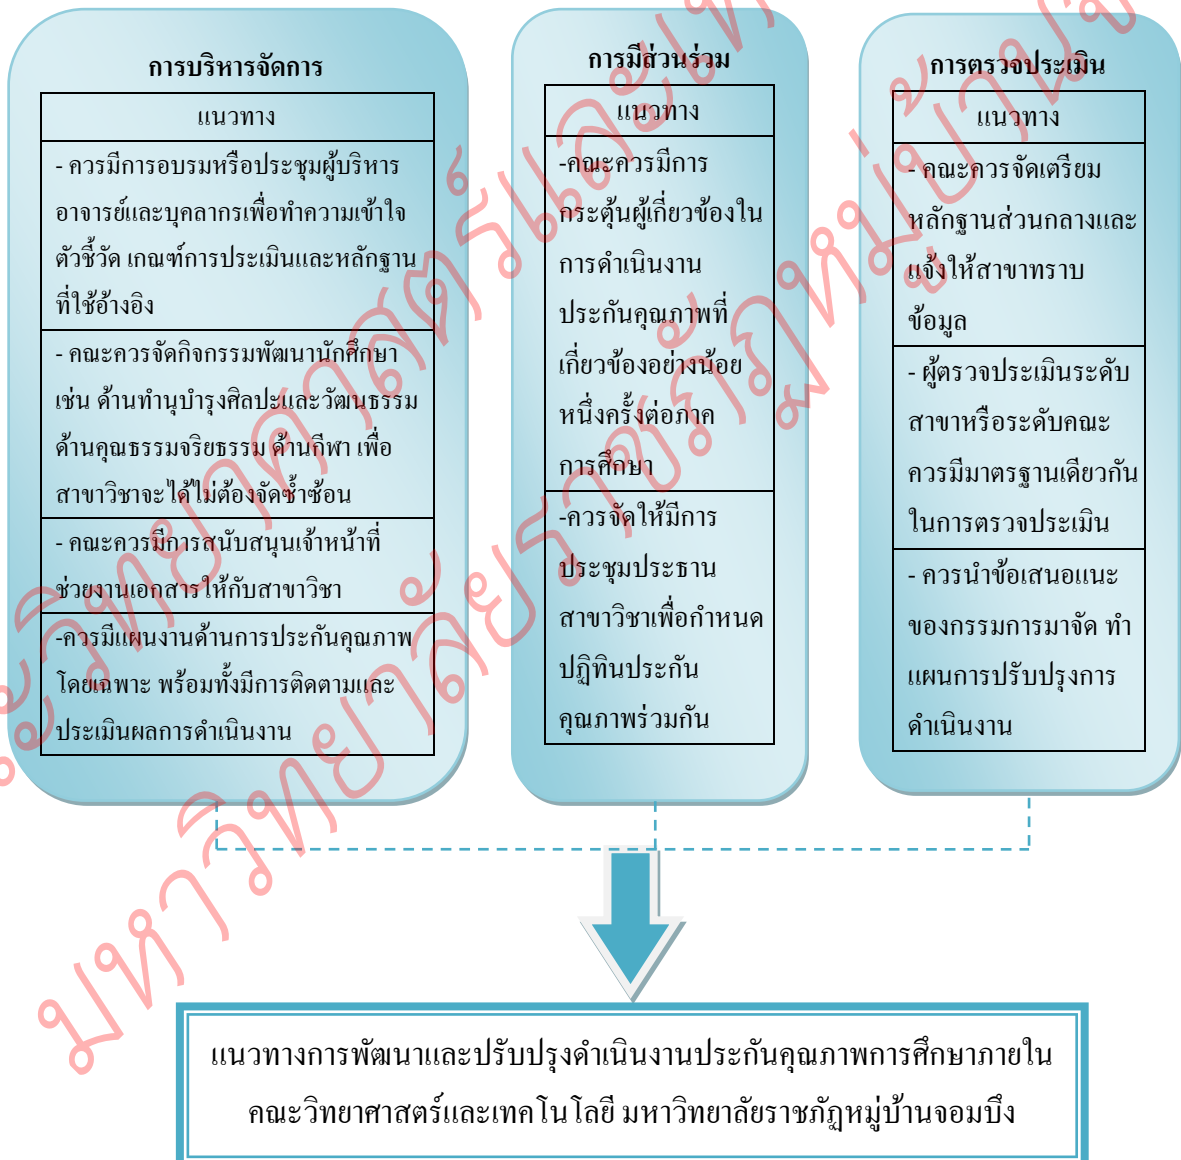 การบริหารจัดการ
แนวทาง
- ควรมีการอบรมหรือประชุมผู้บริหาร
อาจารย์และบุคลากรเพื่อทำความเข้าใจ
ตัวชี้วัด เกณฑ์การประเมินและหลักฐาน
ที่ใช้อ้างอิง
- คณะควรจัดกิจกรรมพัฒนานักศึกษา
เช่น ด้านทำนุบำรุงศิลปะและวัฒนธรรม
ด้านคุณธรรมจริยธรรม ด้านกีฬา เพื่อ
สาขาวิชาจะได้ไม่ต้องจัดซ้ำซ้อน
- คณะควรมีการสนับสนุนเจ้าหน้าที่
ช่วยงานเอกสารให้กับสาขาวิชา
-ควรมีแผนงานด้านการประกันคุณภาพ
โดยเฉพาะ พร้อมทั้งมีการติดตามและ
ประเมินผลการดำเนินงาน
การมีส่วนร่วม
แนวทาง
-คณะควรมีการ
กระตุ้นผู้เกี่ยวข้องใน
การดำเนินงาน
ประกันคุณภาพที่
เกี่ยวข้องอย่างน้อย
หนึ่งครั้งต่อภาค
การศึกษา
-ควรจัดให้มีการ
ประชุมประธาน
สาขาวิชาเพื่อกำหนด
ปฏิทินประกัน
คุณภาพร่วมกัน
การตรวจประเมิน
แนวทาง
- คณะควรจัดเตรียม
หลักฐานส่วนกลางและ
แจ้งให้สาขาทราบ
ข้อมูล
- ผู้ตรวจประเมินระดับ
สาขาหรือระดับคณะ
ควรมีมาตรฐานเดียวกัน
ในการตรวจประเมิน
- ควรนำข้อเสนอแนะ
ของกรรมการมาจัด ทำ
แผนการปรับปรุงการ
ดำเนินงาน
แนวทางการพัฒนาและปรับปรุงดำเนินงานประกันคุณภาพการศึกษาภายใน
คณะวิทยาศาสตร์และเทคโนโลยี มหาวิทยาลัยราชภัฏหมู่บ้านจอมบึง
ะวิทยาศาสตร์และเท
มหาวิทยาลัยราชภัฏหมู่บ้านจ